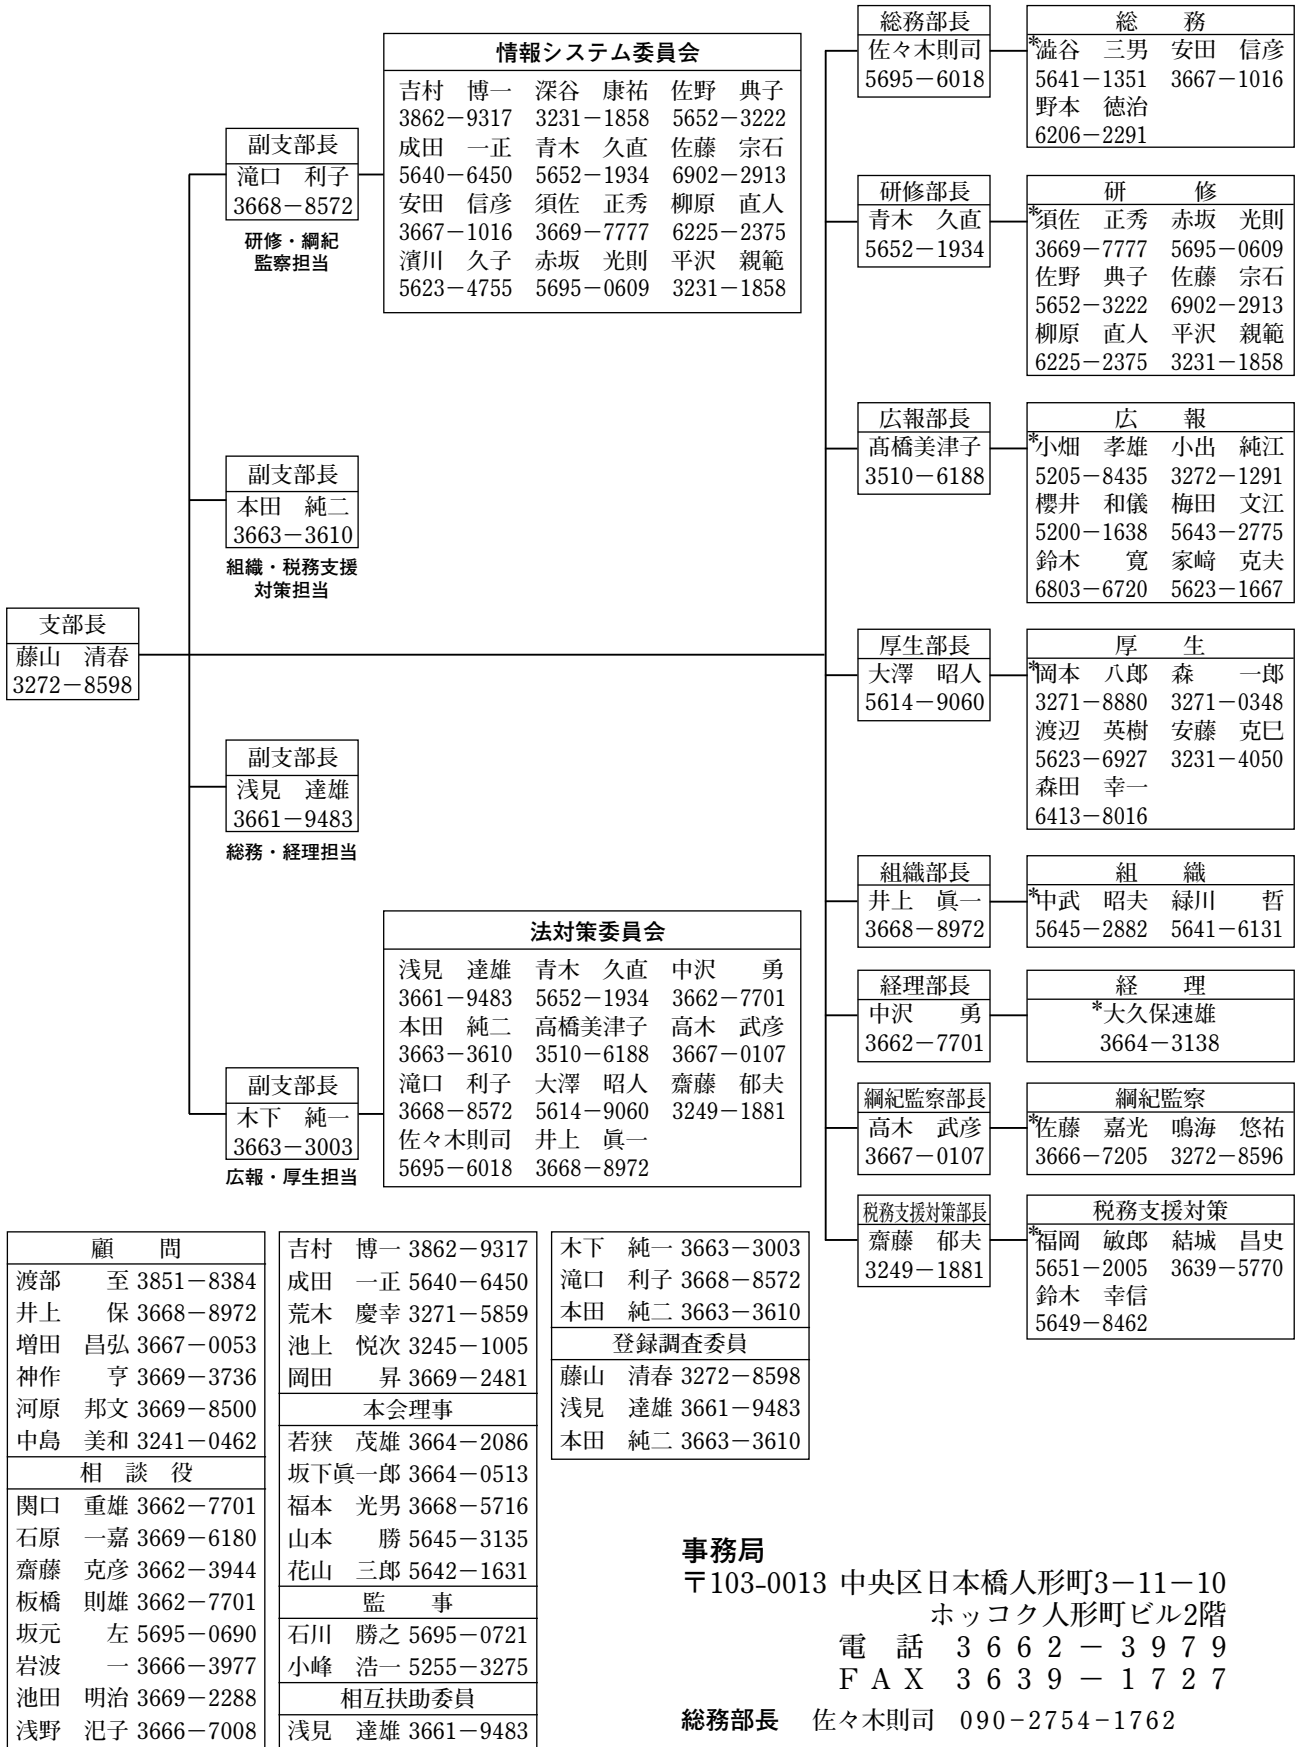 支部長
藤山　清春
3272−8598
副支部長
滝口　利子
3668−8572
研修・綱紀
監察担当
副支部長
本田　純二
3663−3610
組織・税務支援
対策担当
副支部長
浅見　達雄
3661−9483
総務・経理担当
副支部長
木下　純一
3663−3003
広報・厚生担当
情報システム委員会
吉村　博一　深谷　康祐　佐野　典子
3862−9317　3231−1858　5652−3222
成田　一正　青木　久直　佐藤　宗石
5640−6450　5652−1934　6902−2913
安田　信彦　須佐　正秀　柳原　直人
3667−1016　3669−7777　6225−2375
濱川　久子　赤坂　光則　平沢　親範
5623−4755　5695−0609　3231−1858
法対策委員会
浅見　達雄　青木　久直　中沢　　勇
3661−9483　5652−1934　3662−7701
本田　純二　高橋美津子　高木　武彦
3663−3610　3510−6188　3667−0107
滝口　利子　大澤　昭人　齋藤　郁夫
3668−8572　5614−9060　3249−1881
佐々木則司　井上　眞一
5695−6018　3668−8972
総務部長
佐々木則司
5695−6018
総　　務
*澁谷　三男　安田　信彦
5641−1351　3667−1016
野本　徳治
6206−2291
研修部長
青木　久直
5652−1934
研　　修
*須佐　正秀　赤坂　光則
3669−7777　5695−0609
佐野　典子　佐藤　宗石
5652−3222　6902−2913
柳原　直人　平沢　親範
6225−2375　3231−1858
広報部長
髙橋美津子
3510−6188
広　　報
*小畑　孝雄　小出　純江
5205−8435　3272−1291
櫻井　和儀　梅田　文江
5200−1638　5643−2775
鈴木　　寛　家﨑　克夫
6803−6720　5623−1667
厚生部長
大澤　昭人
5614−9060
厚　　生
*岡本　八郎　森　　一郎
3271−8880　3271−0348
渡辺　英樹　安藤　克巳
5623−6927　3231−4050
森田　幸一
6413−8016
組織部長
井上　眞一
3668−8972
組　　織
*中武　昭夫　緑川　　哲
5645−2882　5641−6131
経理部長
中沢　　勇
3662−7701
経　　理
*大久保速雄
3664−3138
綱紀監察部長
高木　武彦
3667−0107
綱紀監察
*佐藤　嘉光　鳴海　悠祐
3666−7205　3272−8596
税務支援対策部長
齋藤　郁夫
3249−1881
税務支援対策
*福岡　敏郎　結城　昌史
5651−2005　3639−5770
鈴木　幸信
5649−8462
顧　　問
渡部　　至 3851−8384
井上　　保 3668−8972
増田　昌弘 3667−0053
神作　　亨 3669−3736
河原　邦文 3669−8500
中島　美和 3241−0462
相　談　役
関口　重雄 3662−7701
石原　一嘉 3669−6180
齋藤　克彦 3662−3944
板橋　則雄 3662−7701
坂元　　左 5695−0690
岩波　　一 3666−3977
池田　明治 3669−2288
浅野　汜子 3666−7008
吉村　博一 3862−9317
成田　一正 5640−6450
荒木　慶幸 3271−5859
池上　悦次 3245−1005
岡田　　昇 3669−2481
本会理事
若狭　茂雄 3664−2086
坂下眞一郎 3664−0513
福本　光男 3668−5716
山本　　勝 5645−3135
花山　三郎 5642−1631
監　　事
石川　勝之 5695−0721
小峰　浩一 5255−3275
相互扶助委員
浅見　達雄 3661−9483
木下　純一 3663−3003
滝口　利子 3668−8572
本田　純二 3663−3610
登録調査委員
藤山　清春 3272−8598
浅見　達雄 3661−9483
本田　純二 3663−3610
事務局
〒103-0013 中央区日本橋人形町3−11−10
ホッコク人形町ビル2階
電　話　3662−3979
ＦＡＸ　3639−1727
総務部長　佐々木則司　090-2754-1762